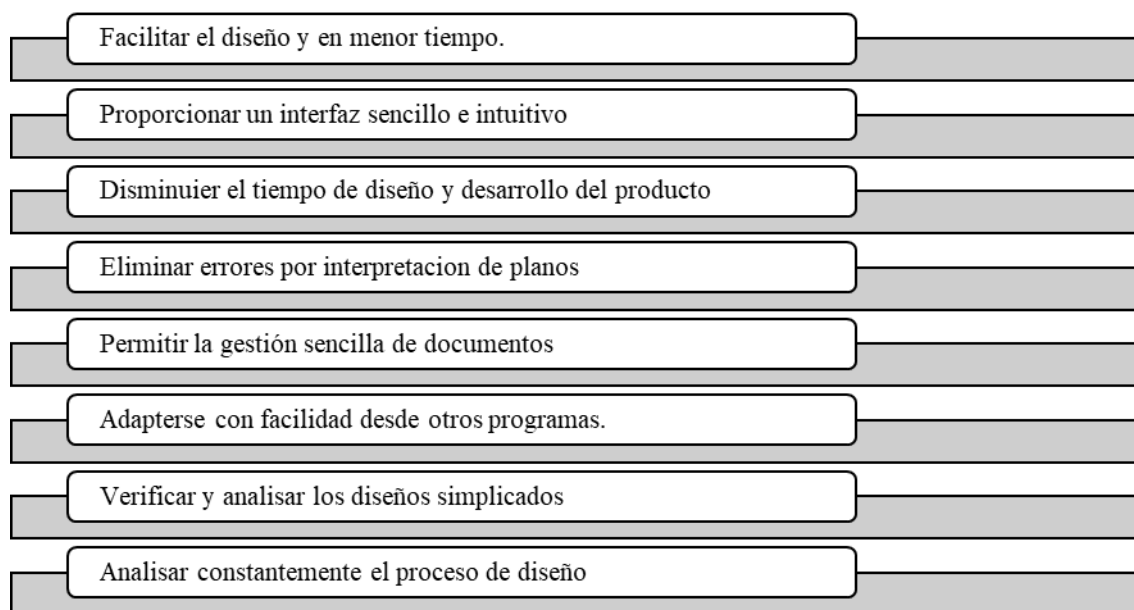 Facilitar el diseño y en menor tiempo.
Proporcionar un interfaz sencillo e intuitivo
Disminuier el tiempo de diseño y desarrollo del producto
Eliminar errores por interpretacion de planos
Permitir la gestión sencilla de documentos
Adapterse con facilidad desde otros programas.
Verificar y analisar los diseños simplicados
Analisar constantemente el proceso de diseño